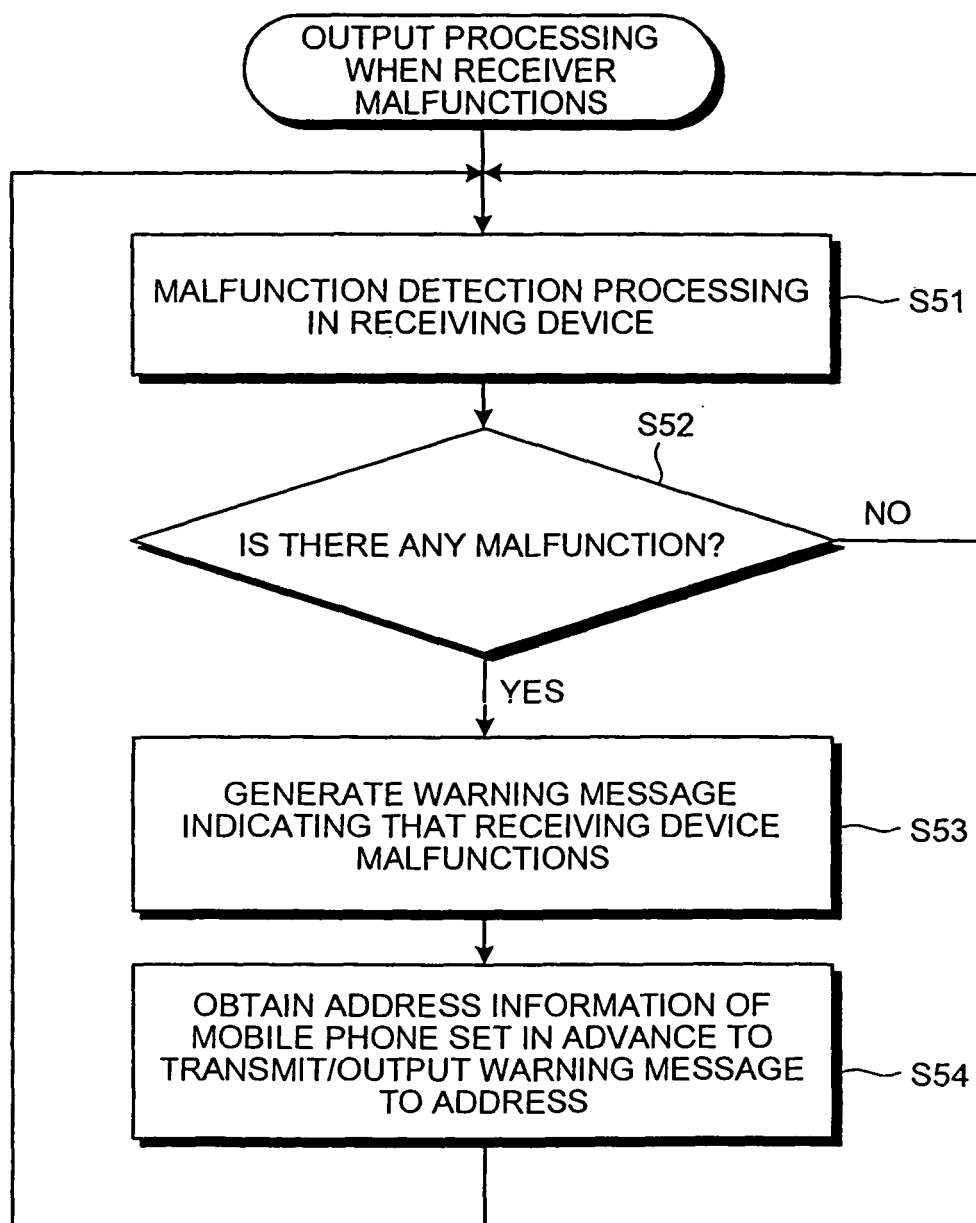 OUTPUT PROCESSING
WHEN RECEIVER
MALFUNCTIONS
MALFUNCTION DETECTION PROCESSING
IN RECEIVING DEVICE
S51
S52
IS THERE ANY MALFUNCTION?
NO
YES
GENERATE WARNING MESSAGE
INDICATING THAT RECEIVING DEVICE
MALFUNCTIONS
S53
OBTAIN ADDRESS INFORMATION OF
MOBILE PHONE SET IN ADVANCE TO
TRANSMIT/OUTPUT WARNING MESSAGE
TO ADDRESS
S54